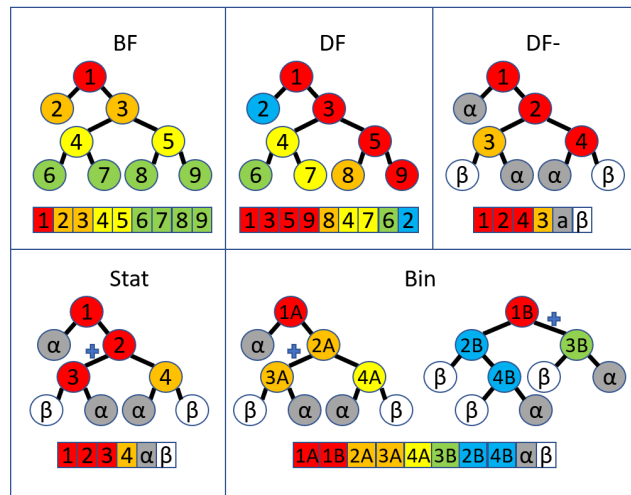 BF
1
2 3
4 5
6 7 8 9
1 2 3 4 5 6 7 8 9
DF
1
2 3
4 5
6 7 8 9
1 3 5 9 8 4 7 6 2
DF-
1
α 2
3 4
β α α β
1 2 4 3 a β
Stat
1
α 2
3 4
β α α β
1 2 3 4 α β
Bin
1A 1B
α 2A 2B 3B
3A 4A β 4B β α
β α α β β α
1A 1B 2A 3A 4A 3B 2B 4B α β